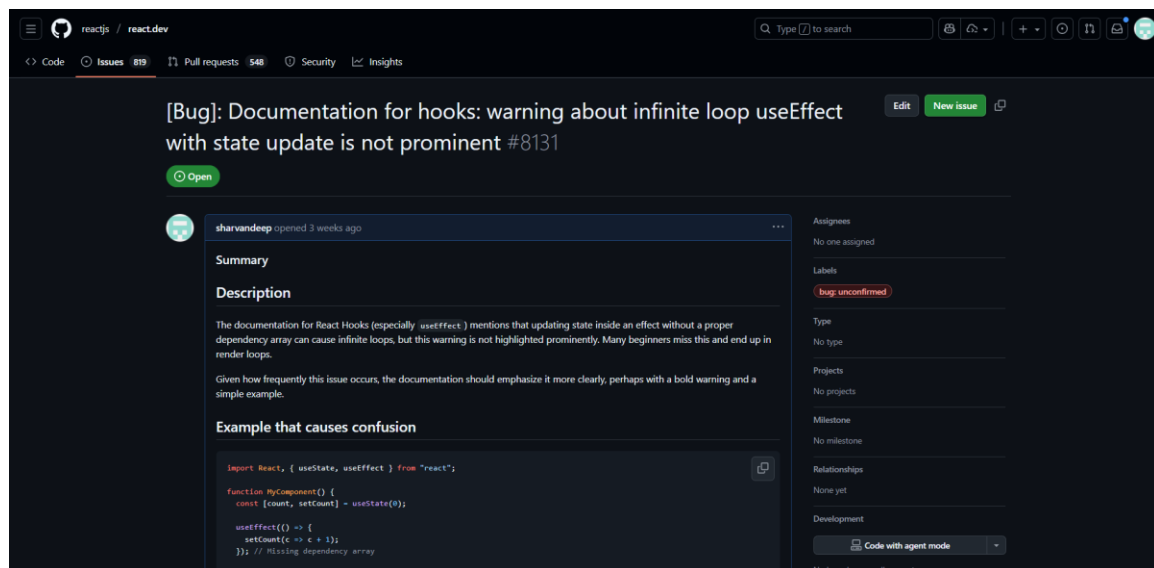 reactjs / react.dev
Type / to search
Code
Issues 819
Pull requests 548
Security
Insights
[Bug]: Documentation for hooks: warning about infinite loop useEffect
with state update is not prominent #8131
Edit
New issue
Open
sharvandeep opened 3 weeks ago
Summary
Description
The documentation for React Hooks (especially useEffect) mentions that updating state inside an effect without a proper
dependency array can cause infinite loops, but this warning is not highlighted prominently. Many beginners miss this and end up in
render loops.
Given how frequently this issue occurs, the documentation should emphasize it more clearly, perhaps with a bold warning and a
simple example.
Example that causes confusion
import React, { useState, useEffect } from "react";
function MyComponent() {
const [count, setCount] = useState(0);
useEffect(() => {
setCount(c => c + 1);
}); // Missing dependency array
Assignees
No one assigned
Labels
bug: unconfirmed
Type
No type
Projects
No projects
Milestone
No milestone
Relationships
None yet
Development
Code with agent mode